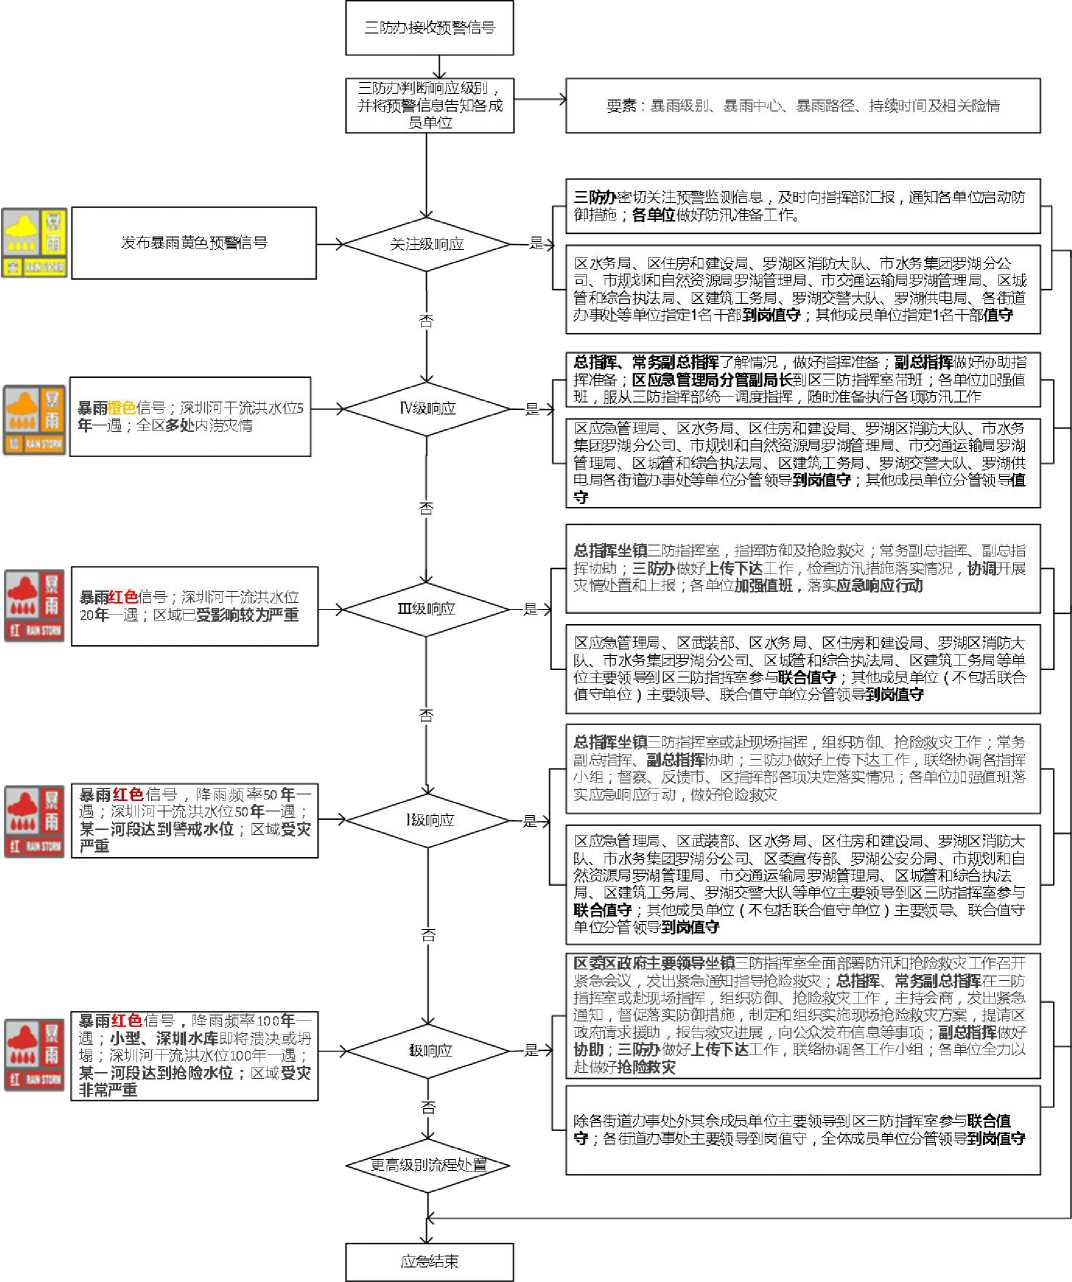 三防办接收预警信号
三防办判断响应级别，
并将预警信息告知各成
员单位
要素：暴雨级别、暴雨中心、暴雨路径、持续时间及相关险情
暴
雨
黄 RAIN STORM
发布暴雨黄色预警信号
关注级响应
是
三防办密切关注预警监测信息，及时向指挥部汇报，通知各单位启动防
御措施；各单位做好防汛准备工作。
区水务局、区住房和建设局、罗湖区消防大队、市水务集团罗湖分公
司、市规划和自然资源局罗湖管理局、市交通运输局罗湖管理局、区城
管和综合执法局、区建筑工务局、罗湖交警大队、罗湖供电局、各街道
办事处等单位指定1名干部到岗值守；其他成员单位指定1名干部值守
否
暴
雨
RAIN STORM
暴雨橙色信号；深圳河干流洪水位5
年一遇；全区多处内涝灾情
Ⅳ级响应
是
总指挥、常务副总指挥了解情况，做好指挥准备；副总指挥做好协助指
挥准备；区应急管理局分管副局长到区三防指挥室带班；各单位加强值
班，服从三防指挥部统一调度指挥，随时准备执行各项防汛工作
区应急管理局、区水务局、区住房和建设局、罗湖区消防大队、市水务
集团罗湖分公司、市规划和自然资源局罗湖管理局、市交通运输局罗湖
管理局、区城管和综合执法局、区建筑工务局、罗湖交警大队、罗湖供
电局各街道办事处等单位分管领导到岗值守；其他成员单位分管领导值
守
否
暴
雨
红 RAIN STORM
暴雨红色信号；深圳河干流洪水位
20年一遇；区域已受影响较为严重
Ⅲ级响应
是
总指挥坐镇三防指挥室，指挥防御及抢险救灾；常务副总指挥、副总指
挥协助；三防办做好上传下达工作，检查防汛措施落实情况，协调开展
灾情处置和上报；各单位加强值班，落实应急响应行动
区应急管理局、区武装部、区水务局、区住房和建设局、罗湖区消防大
队、市水务集团罗湖分公司、区城管和综合执法局、区建筑工务局等单
位主要领导到区三防指挥室参与联合值守；其他成员单位（不包括联合
值守单位）主要领导、联合值守单位分管领导到岗值守
否
暴
雨
红 RAIN STORM
暴雨红色信号，降雨频率50年一
遇；深圳河干流洪水位50年一遇；
某一河段达到警戒水位；区域受灾
严重
Ⅱ级响应
是
总指挥坐镇三防指挥室或赴现场指挥，组织防御、抢险救灾工作；常务
副总指挥、副总指挥协助；三防办做好上传下达工作，联络协调各指挥
小组；督察、反馈市、区指挥部各项决定落实情况；各单位加强值班落
实应急响应行动，做好抢险救灾
区应急管理局、区武装部、区水务局、区住房和建设局、罗湖区消防大
队、市水务集团罗湖分公司、区委宣传部、罗湖公安分局、市规划和自
然资源局罗湖管理局、市交通运输局罗湖管理局、区城管和综合执法
局、区建筑工务局、罗湖交警大队等单位主要领导到区三防指挥室参与
联合值守；其他成员单位（不包括联合值守单位）主要领导、联合值守
单位分管领导到岗值守
否
暴
雨
红 RAIN STORM
暴雨红色信号，降雨频率100年一
遇；小型、深圳水库即将溃决或坍
塌；深圳河干流洪水位100年一遇；
某一河段达到抢险水位；区域受灾
非常严重
Ⅰ级响应
是
区委区政府主要领导坐镇三防指挥室全面部署防汛和抢险救灾工作召开
紧急会议，发出紧急通知指导抢险救灾；总指挥、常务副总指挥在三防
指挥室或赴现场指挥，组织防御、抢险救灾工作，主持会商，发出紧急
通知，督促落实防御措施，制定和组织实施现场抢险救灾方案，提请区
政府请求援助，报告救灾进展，向公众发布信息等事项；副总指挥做好
协助；三防办做好上传下达工作，联络协调各工作小组；各单位全力以
赴做好抢险救灾
除各街道办事处外其余成员单位主要领导到区三防指挥室参与联合值
守；各街道办事处主要领导到岗值守，全体成员单位分管领导到岗值守
否
更高级别流程处置
应急结束